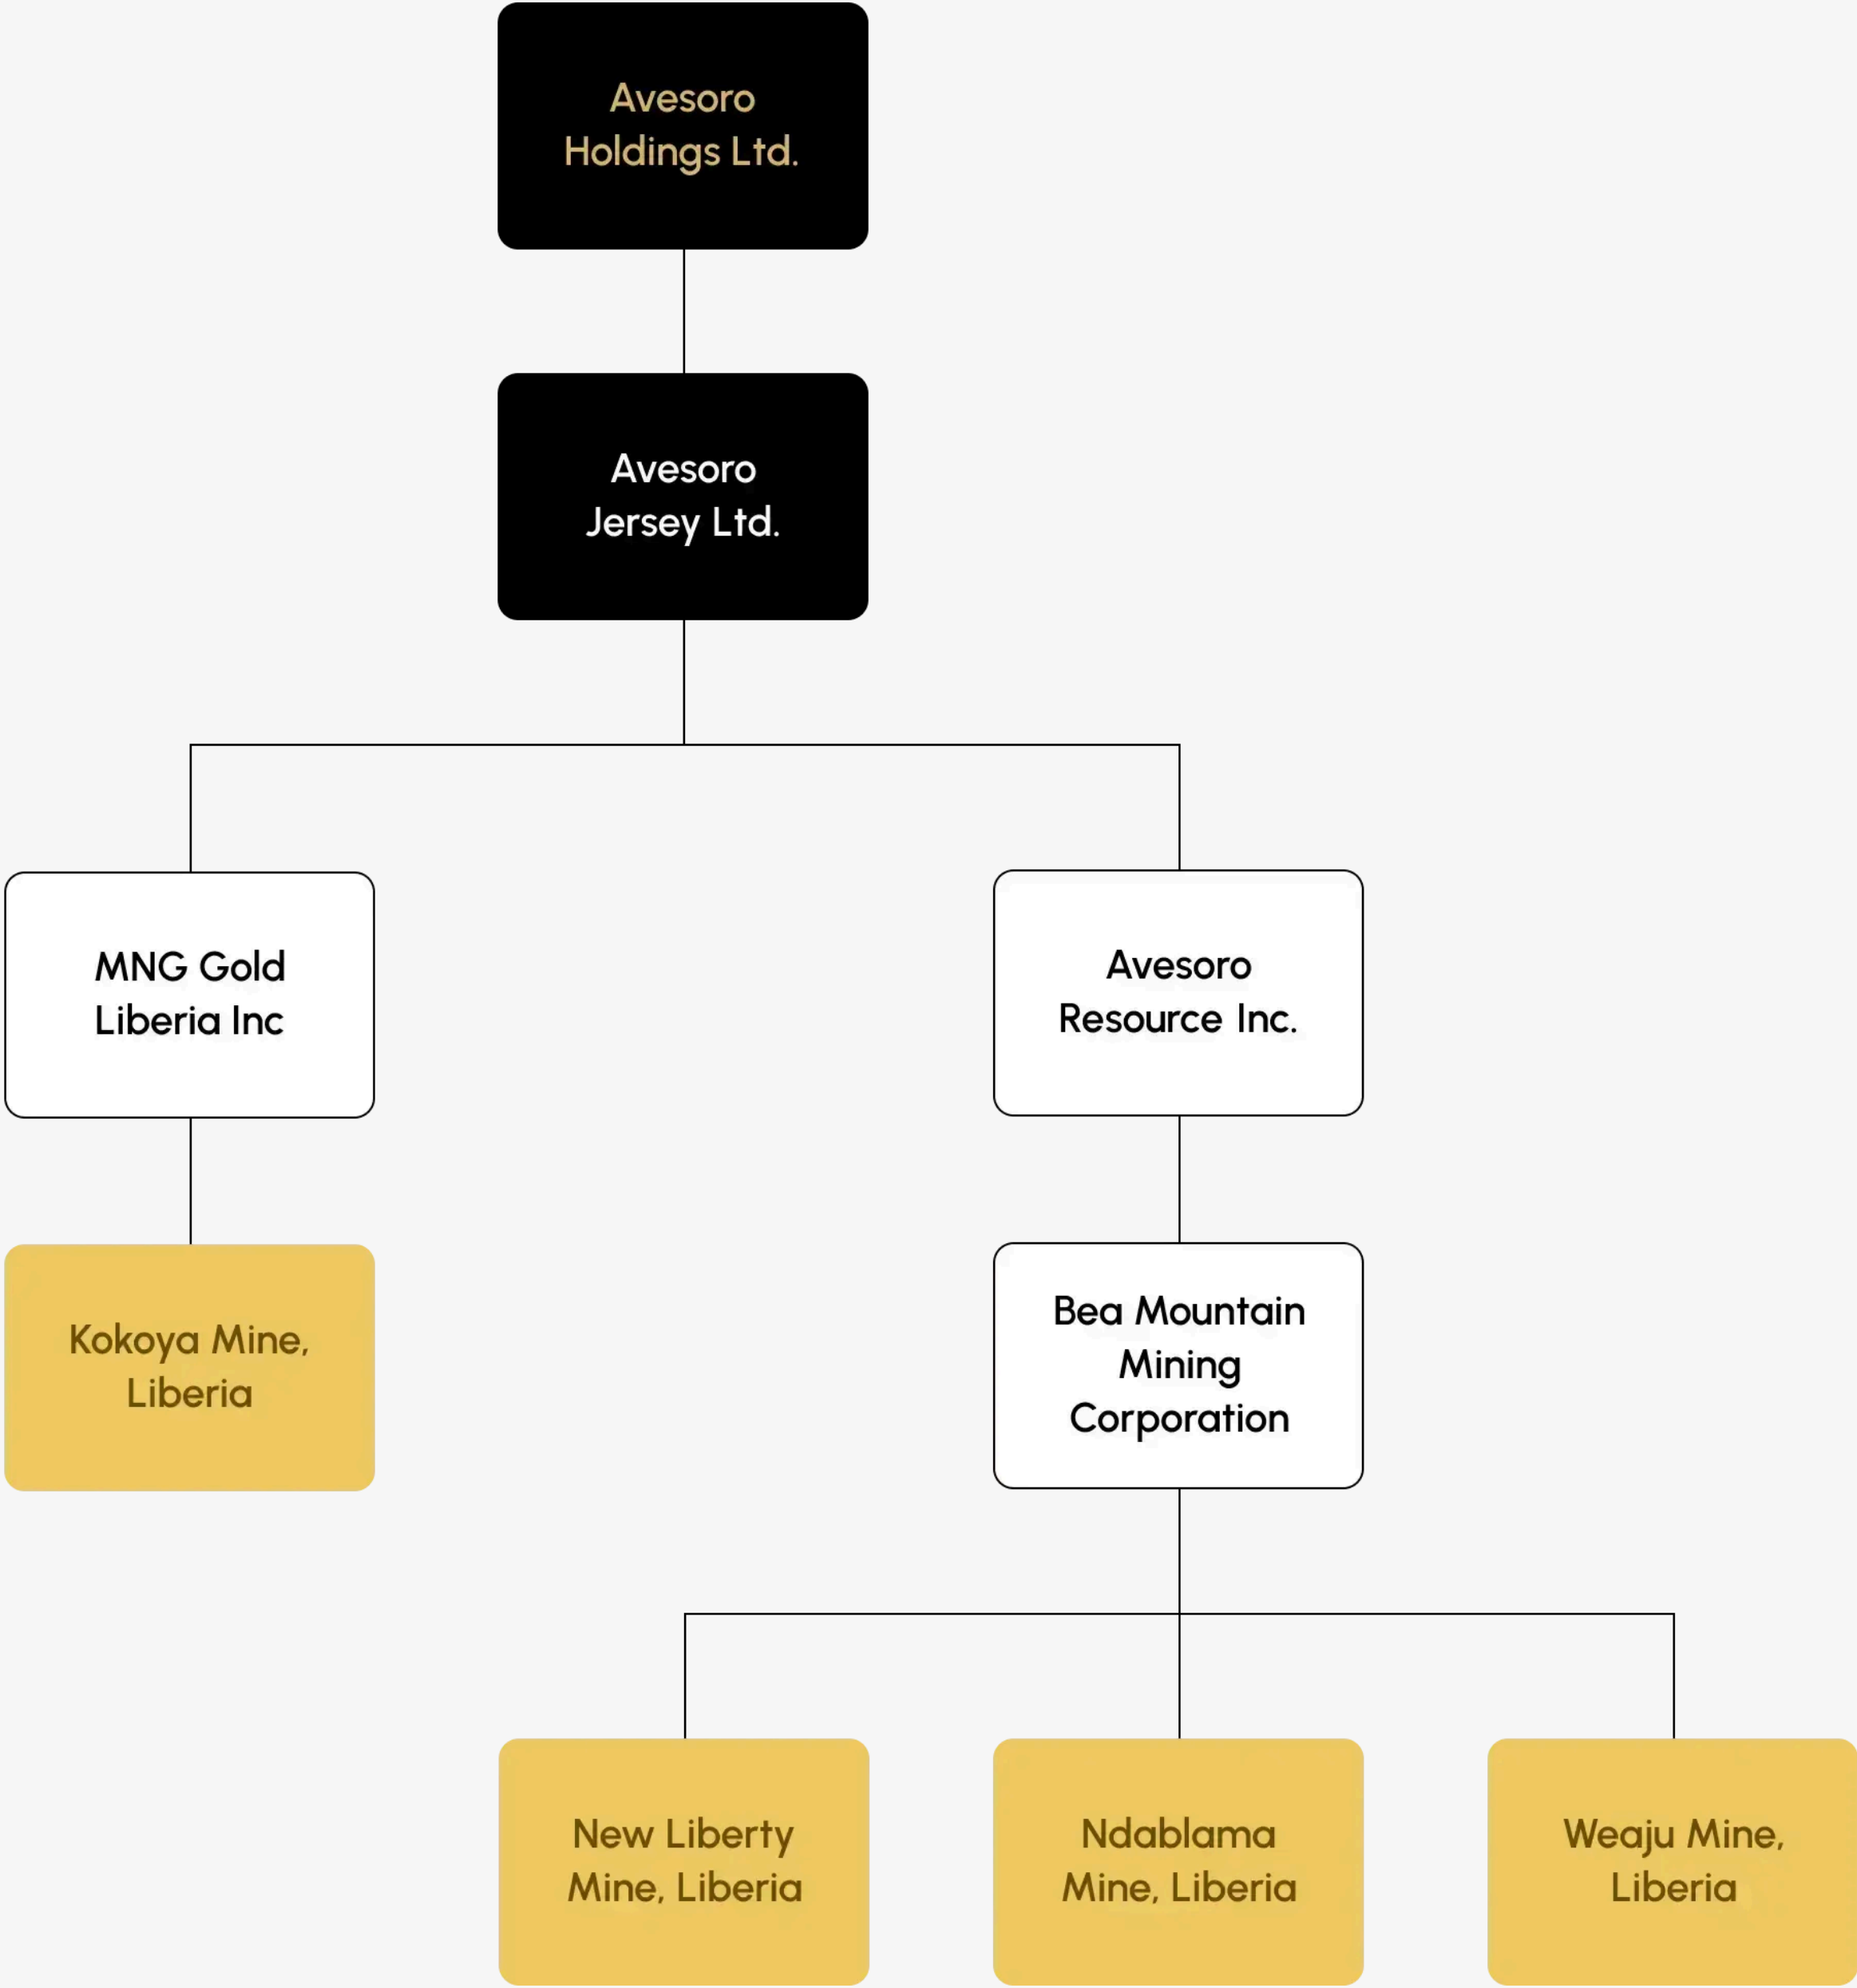 Avesoro
Holdings Ltd.
Avesoro
Jersey Ltd.
MNG Gold
Liberia Inc
Avesoro
Resource Inc.
Kokoya Mine,
Liberia
Bea Mountain
Mining
Corporation
New Liberty
Mine, Liberia
Ndablama
Mine, Liberia
Weaju Mine,
Liberia